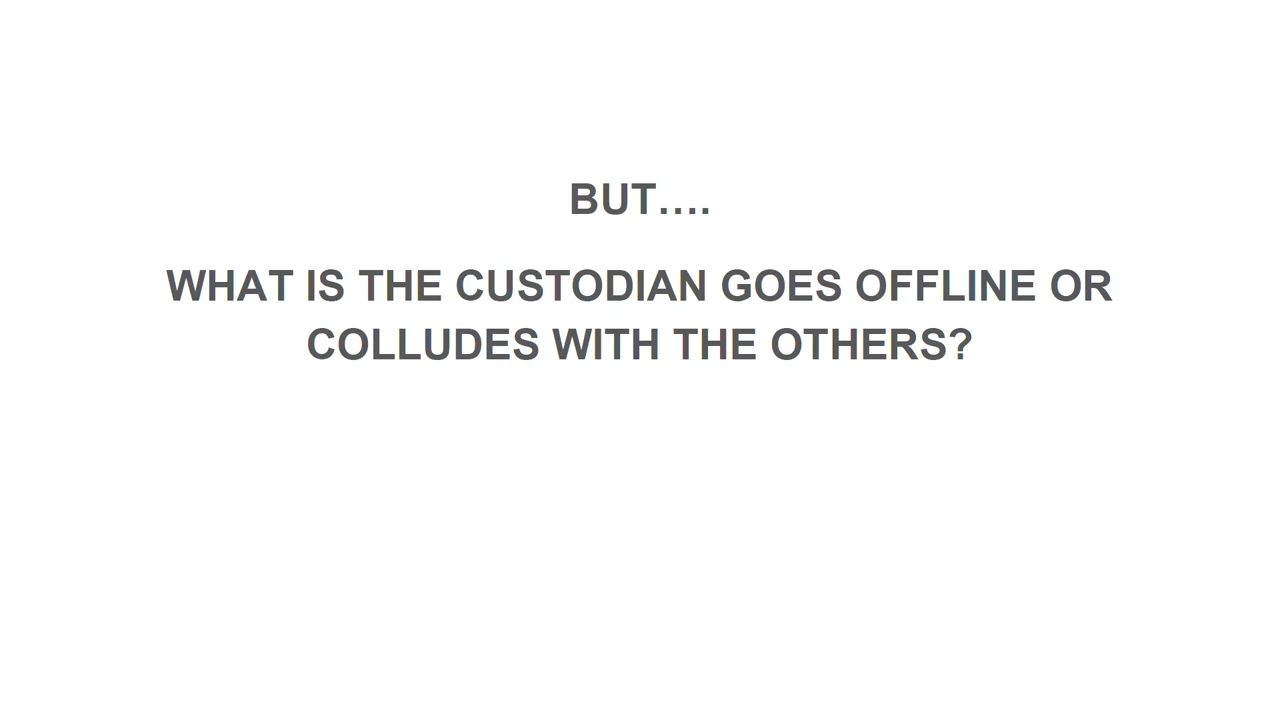 BUT....
WHAT IS THE CUSTODIAN GOES OFFLINE OR
COLLUDES WITH THE OTHERS?